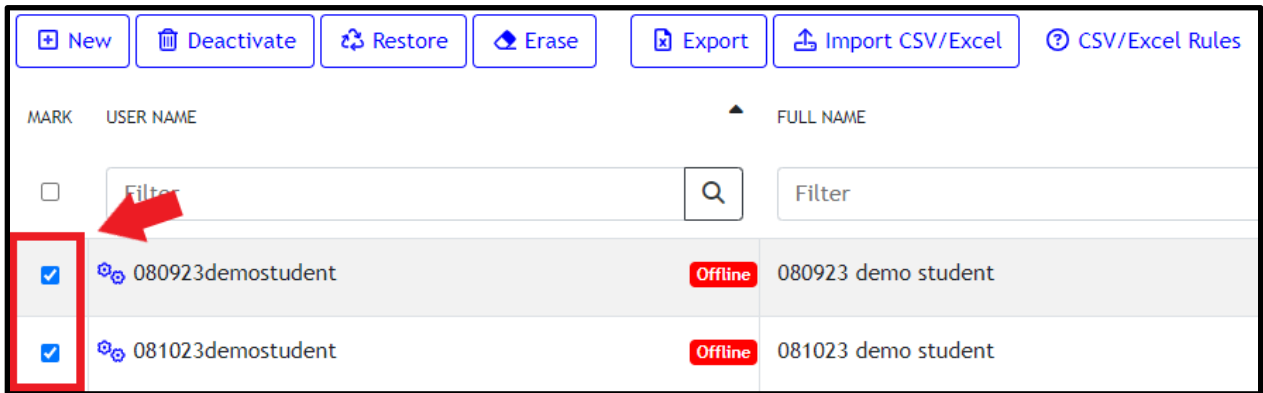 New Deactivate Restore Erase Export Import CSV/Excel CSV/Excel Rules
MARK USER NAME FULL NAME
Filter Filter
080923demostudent Offline 080923 demo student
081023demostudent Offline 081023 demo student